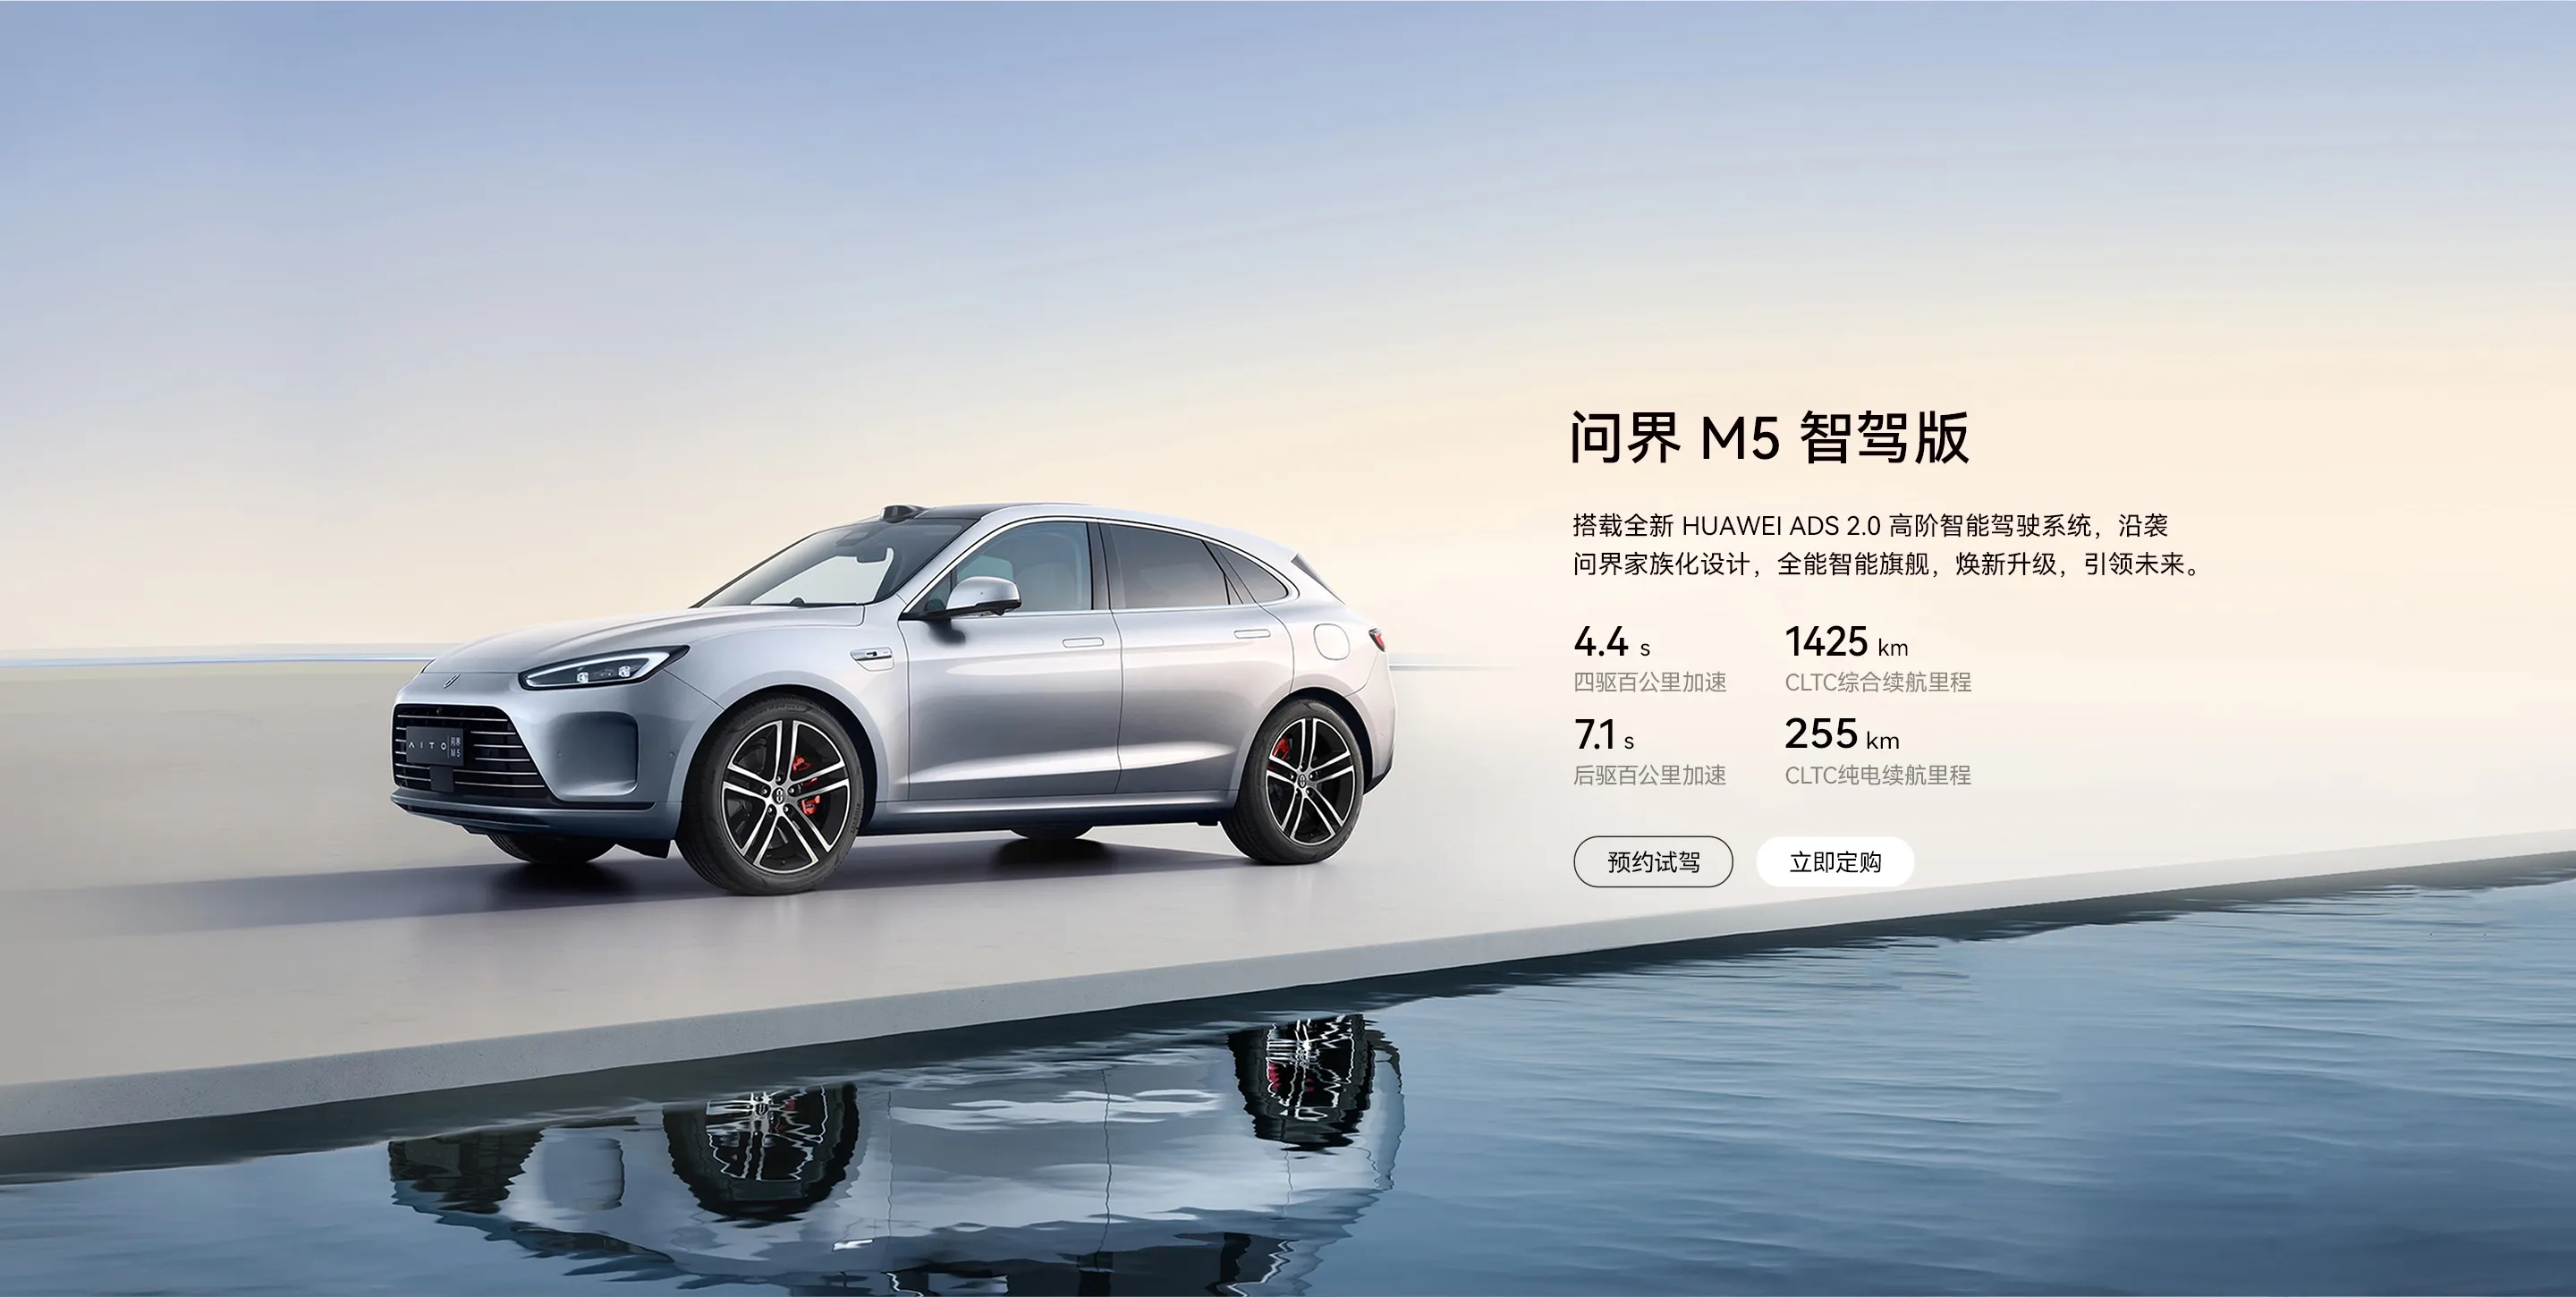 问界 M5 智驾版
搭载全新 HUAWEI ADS 2.0 高阶智能驾驶系统，沿袭
问界家族化设计，全能智能旗舰，焕新升级，引领未来。
4.4 s
四驱百公里加速
1425 km
CLTC综合续航里程
7.1 s
后驱百公里加速
255 km
CLTC纯电续航里程
预约试驾
立即定购
AITO 问界 M5